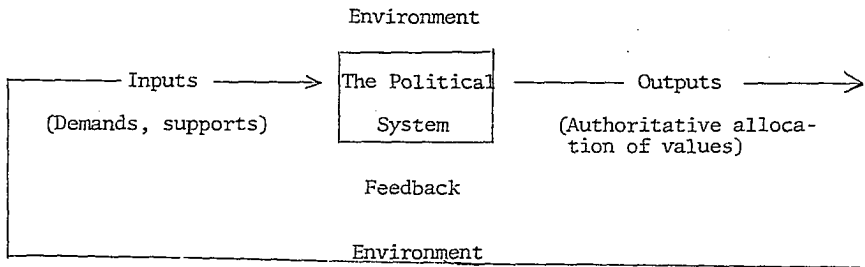 Environment
Inputs
The Political
Outputs
(Demands, supports)
System
(Authoritative alloca-
tion of values)
Feedback
Environment